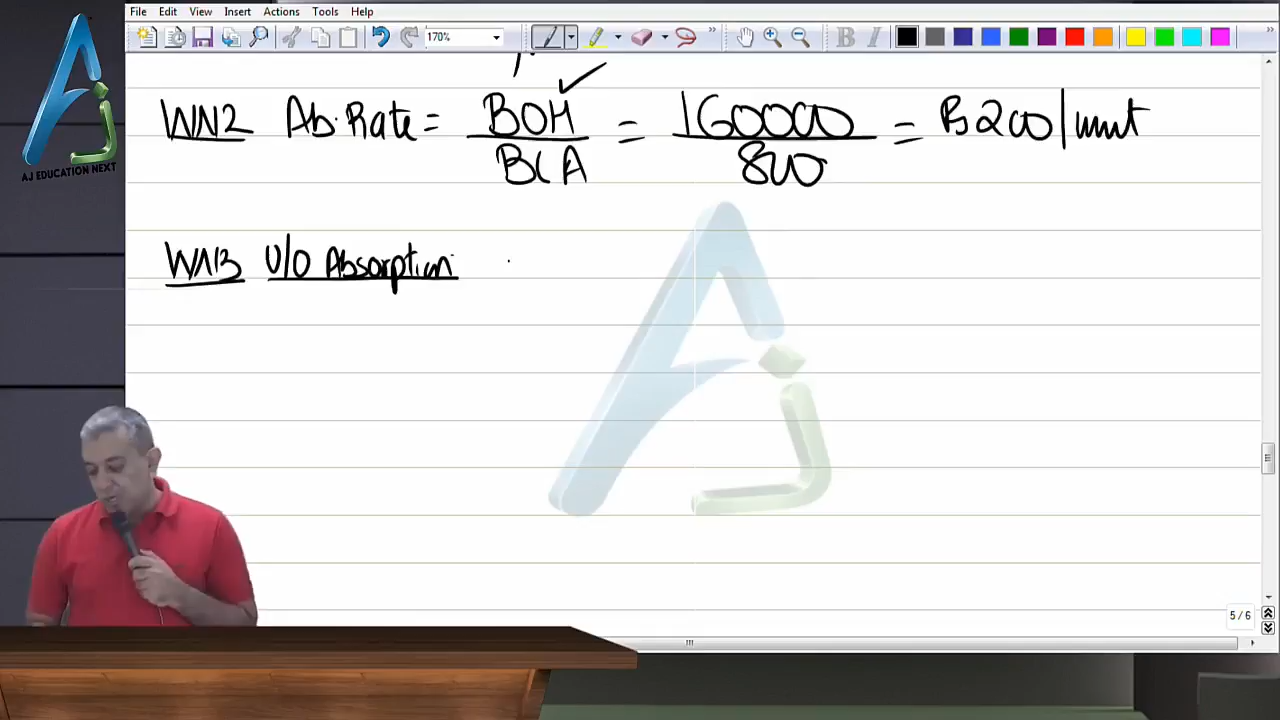 File Edit View Insert Actions Tools Help
170%
AJ EDUCATION NEXT
WN2 Ab. Rate = BOH / BCA = 160000 / 800 = Rs 200/unit
WN3 U/O Absorption
5 / 6